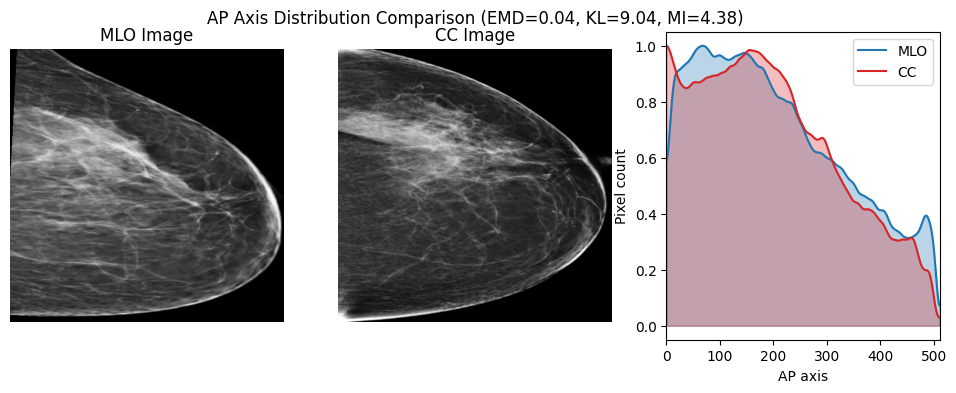 AP Axis Distribution Comparison (EMD=0.04, KL=9.04, MI=4.38)
MLO Image
CC Image
MLO
CC
Pixel count
1.0
0.8
0.6
0.4
0.2
0.0
0 100 200 300 400 500
AP axis